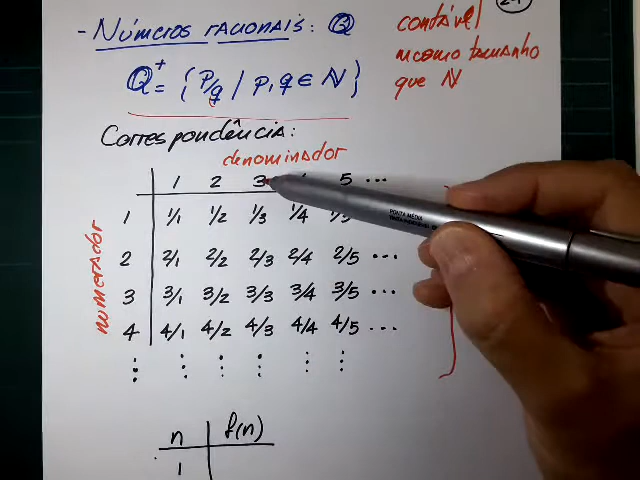 - Números racionais: ℚ
contável
mesmo tamanho
que ℕ
ℚ⁺ = { p/q | p, q ∈ ℕ }
Correspondência:
denominador
numerador
1 2 3 5 ...
1 1/1 1/2 1/3 1/4 1/5
2 2/1 2/2 2/3 2/4 2/5 ...
3 3/1 3/2 3/3 3/4 3/5 ...
4 4/1 4/2 4/3 4/4 4/5 ...
n f(n)
1